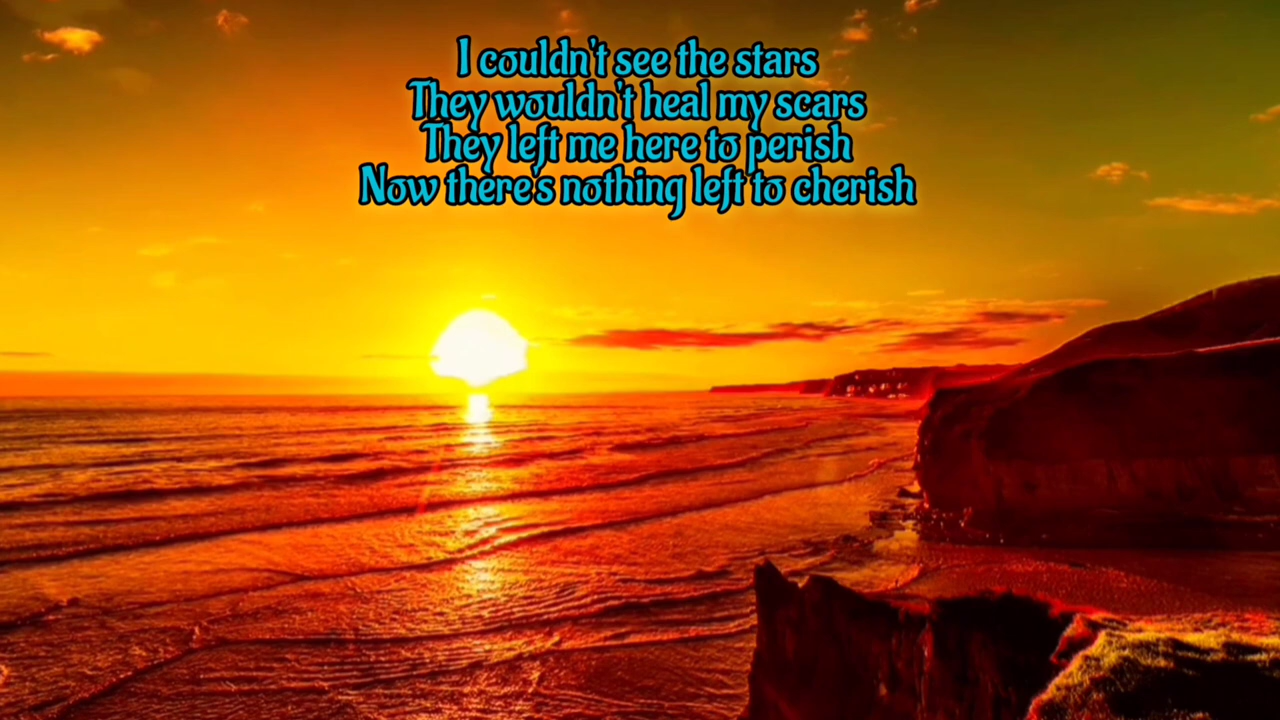 I couldn't see the stars
They wouldn't heal my scars
They left me here to perish
Now there's nothing left to cherish